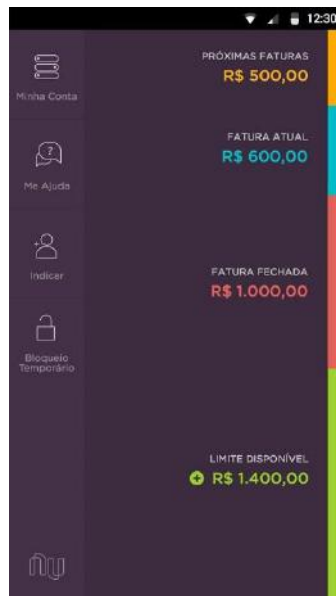 12:30
Minha Conta
Me Ajuda
Indicar
Bloqueio
Temporário
nu
PRÓXIMAS FATURAS
R$ 500,00
FATURA ATUAL
R$ 600,00
FATURA FECHADA
R$ 1.000,00
LIMITE DISPONÍVEL
R$ 1.400,00